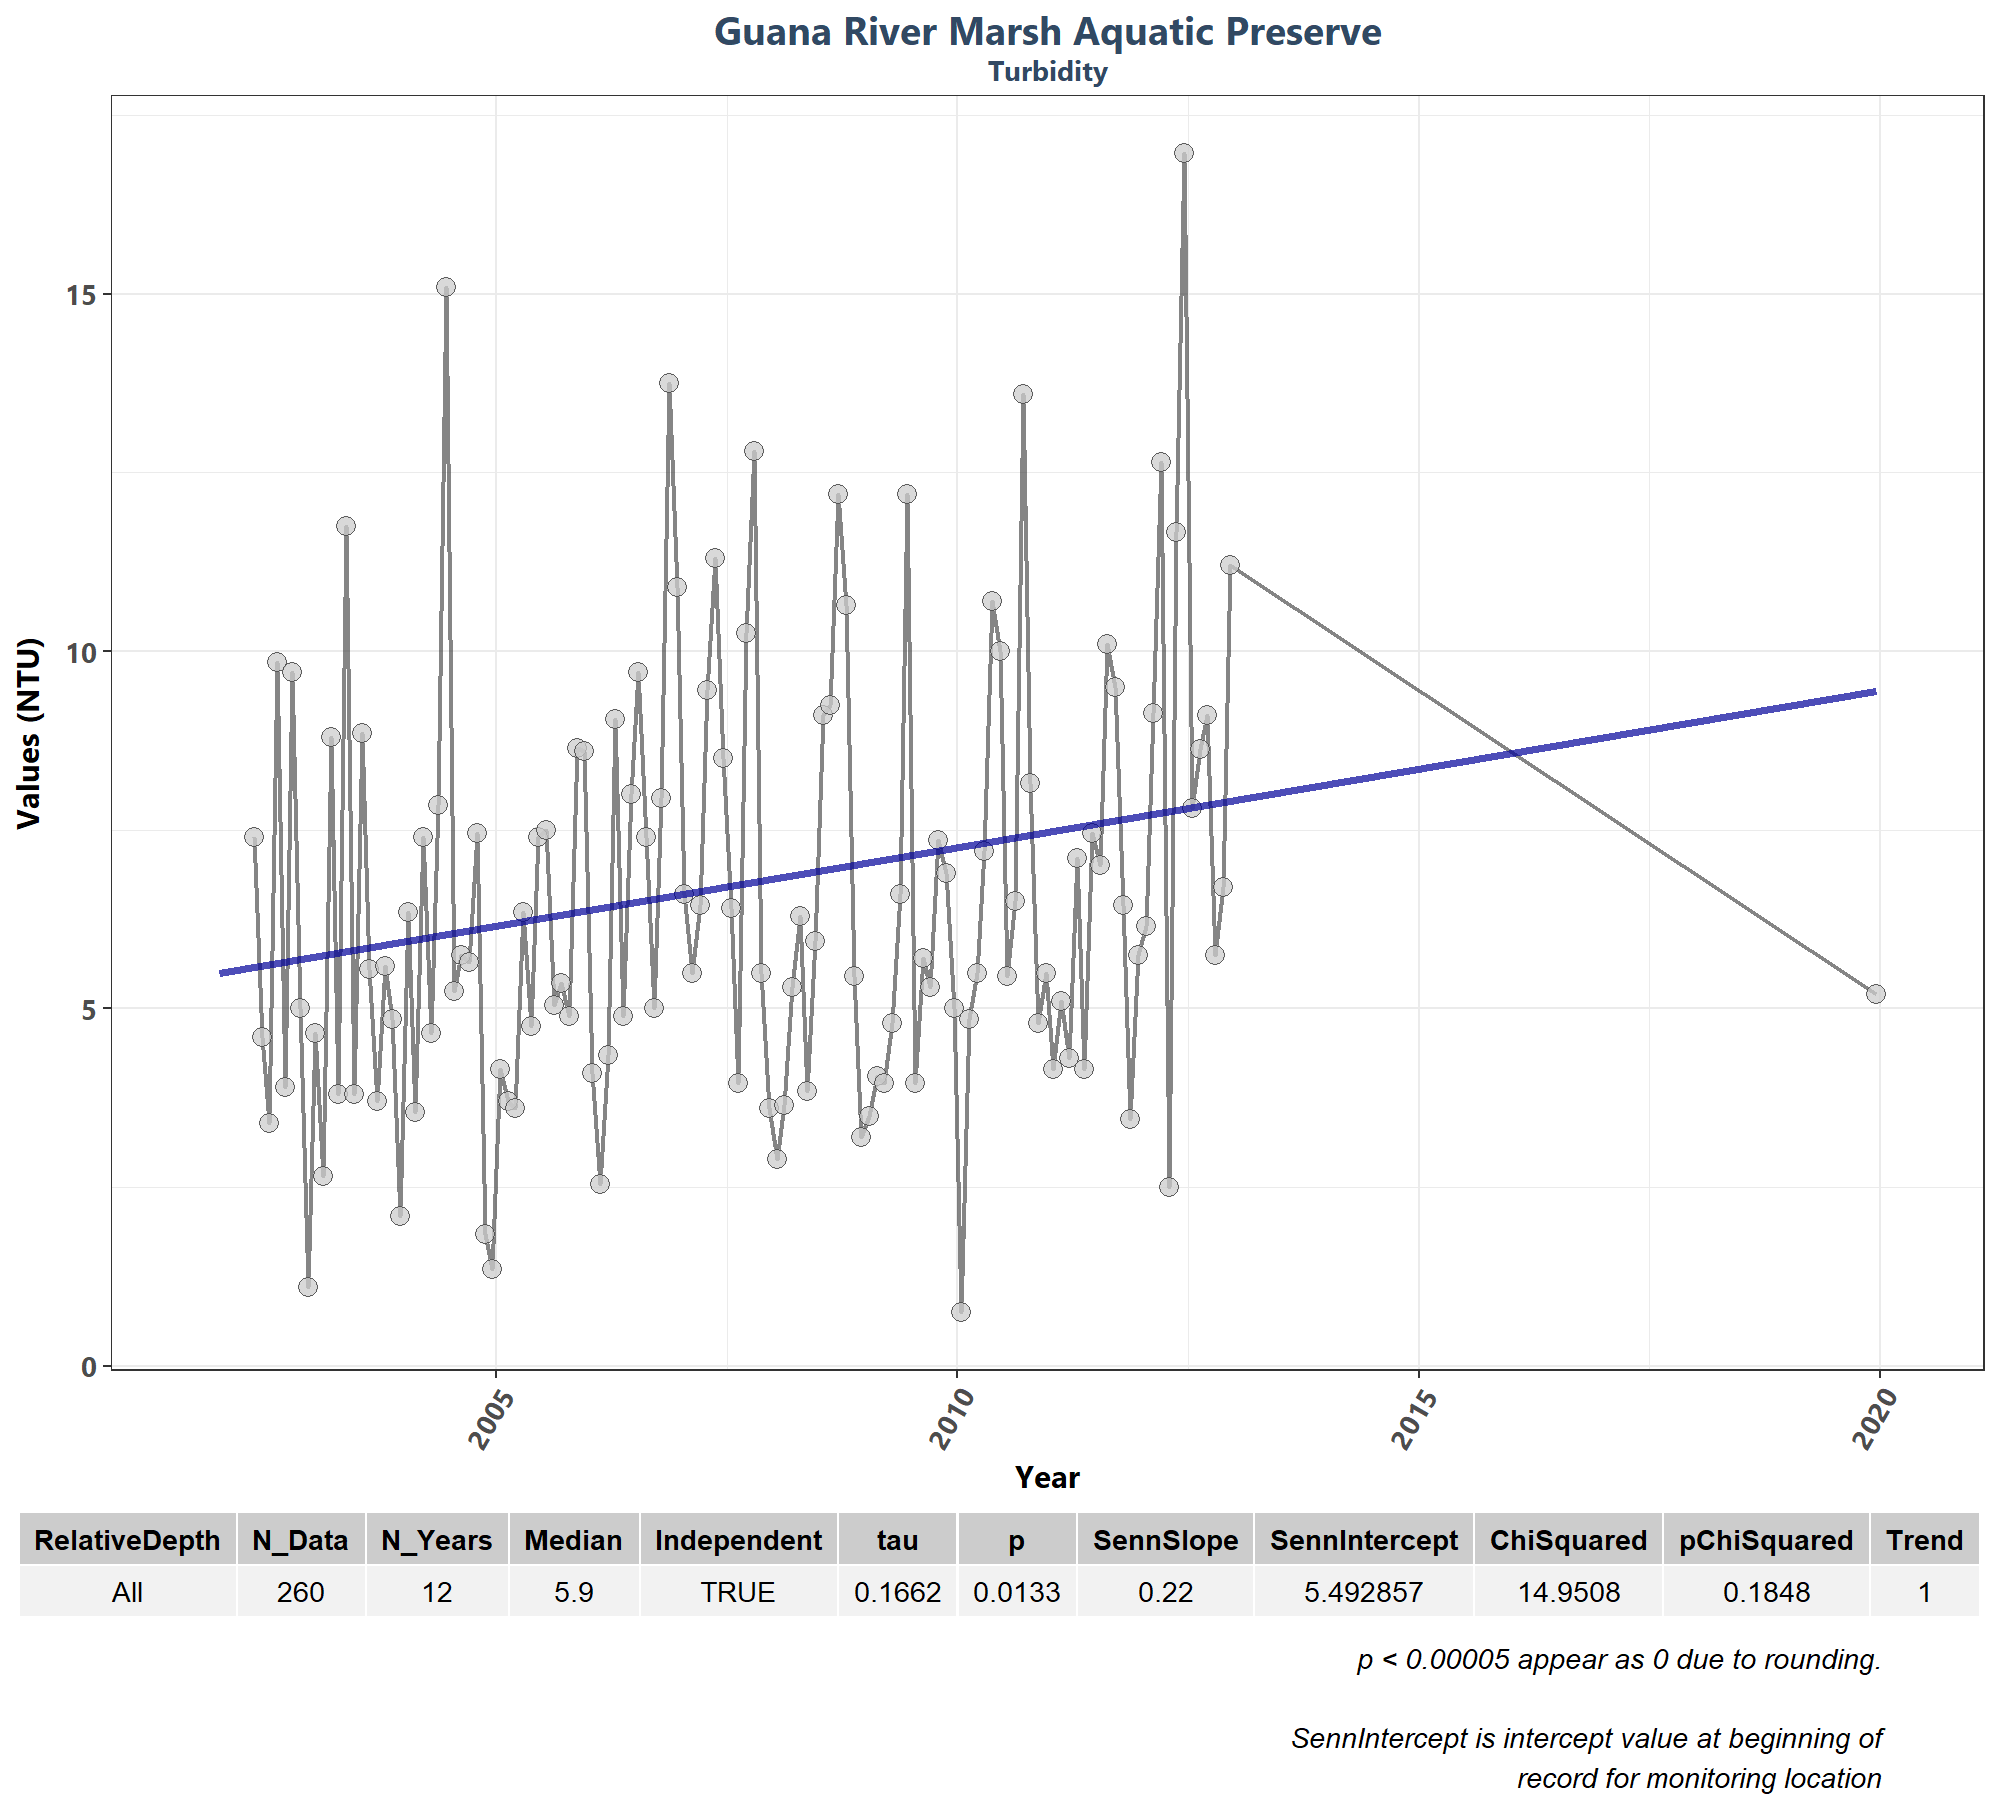 Guana River Marsh Aquatic Preserve
Turbidity
Values (NTU)
15
10
5
0
2005 2010 2015 2020
Year
RelativeDepth N_Data N_Years Median Independent tau p SennSlope SennIntercept ChiSquared pChiSquared Trend
All 260 12 5.9 TRUE 0.1662 0.0133 0.22 5.492857 14.9508 0.1848 1
p < 0.00005 appear as 0 due to rounding.
SennIntercept is intercept value at beginning of
record for monitoring location